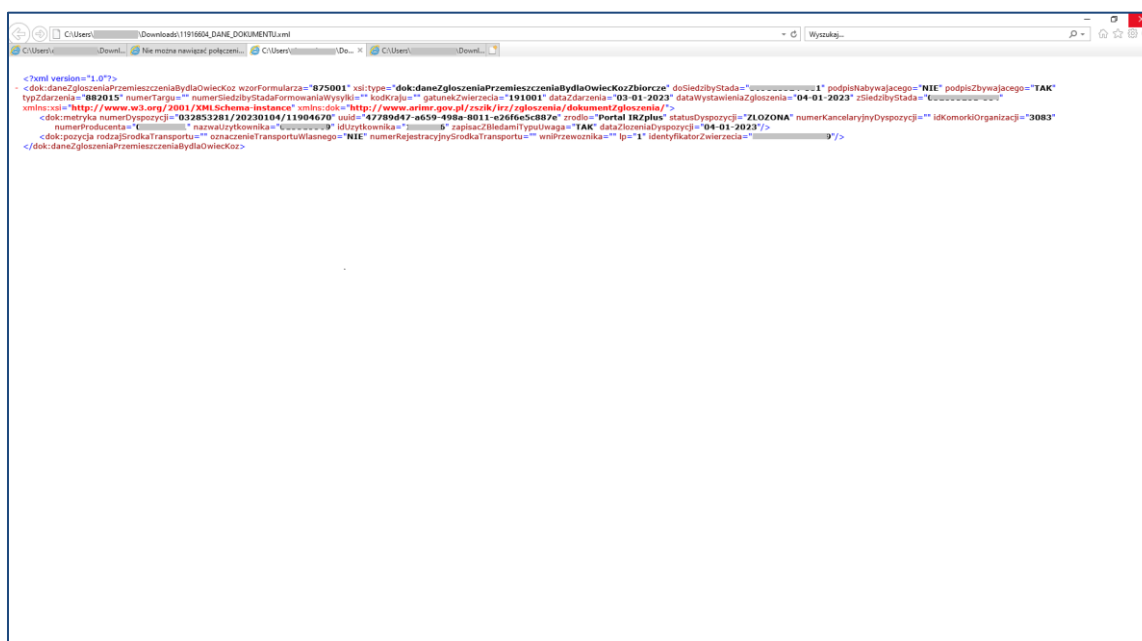 C:\Users\ \Downloads\11916604_DANE_DOKUMENTU.xml
Wyszukaj...
C:\Users\ \Downl...
Nie można nawiązać połączeni...
C:\Users\ \Do...
C:\Users\ \Downl...
<?xml version="1.0"?>
- <dok:daneZgloszeniaPrzemieszczeniaBydlaOwiecKoz wzorFormularza="875001" xsi:type="dok:daneZgloszeniaPrzemieszczeniaBydlaOwiecKozZbiorcze" doSiedzibyStada=" 1" podpisNabywajacego="NIE" podpisZbywajacego="TAK"
typZdarzenia="882015" numerTargu="" numerSiedzibyStadaFormowaniaWysylki="" kodKraju="" gatunekZwierzecia="191001" dataZdarzenia="03-01-2023" dataWystawieniaZgloszenia="04-01-2023" zSiedzibyStada="
xmlns:xsi="http://www.w3.org/2001/XMLSchema-instance" xmlns:dok="http://www.arimr.gov.pl/zszik/irz/zgloszenia/dokumentZgloszenia/">
<dok:metryka numerDyspozycji="032853281/20230104/11904670" uuid="47789d47-a659-498a-8011-e26f6e5c887e" zrodlo="Portal IRZplus" statusDyspozycji="ZLOZONA" numerKancelaryjnyDyspozycji="" idKomorkiOrganizacji="3083"
numerProducenta="0 " nazwaUzytkownika=" 9" idUzytkownika=" 6" zapisacZBledamiTypuUwaga="TAK" dataZlozeniaDyspozycji="04-01-2023"/>
<dok:pozycja rodzajSrodkaTransportu="" oznaczenieTransportuWlasnego="NIE" numerRejestracyjnySrodkaTransportu="" wniPrzewoznika="" lp="1" identyfikatorZwierzecia=" 9"/>
</dok:daneZgloszeniaPrzemieszczeniaBydlaOwiecKoz>